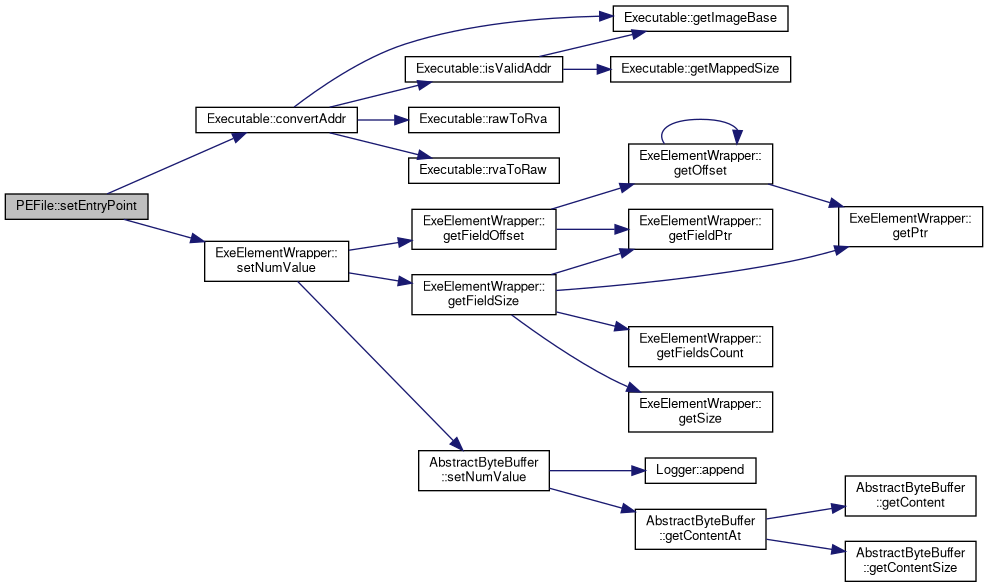 Executable::getImageBase
Executable::isValidAddr
Executable::getMappedSize
Executable::convertAddr
Executable::rawToRva
ExeElementWrapper::
getOffset
Executable::rvaToRaw
PEFile::setEntryPoint
ExeElementWrapper::
getFieldOffset
ExeElementWrapper::
getFieldPtr
ExeElementWrapper::
getPtr
ExeElementWrapper::
setNumValue
ExeElementWrapper::
getFieldSize
ExeElementWrapper::
getFieldsCount
ExeElementWrapper::
getSize
AbstractByteBuffer
::setNumValue
Logger::append
AbstractByteBuffer
::getContent
AbstractByteBuffer
::getContentAt
AbstractByteBuffer
::getContentSize